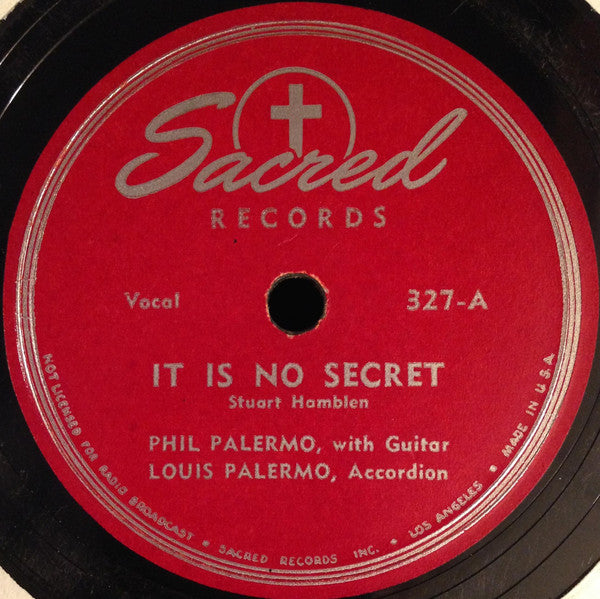 Sacred
RECORDS
Vocal
327-A
IT IS NO SECRET
Stuart Hamblen
PHIL PALERMO, with Guitar
LOUIS PALERMO, Accordion
NOT LICENSED FOR RADIO BROADCAST • SACRED RECORDS INC. • LOS ANGELES • MADE IN U.S.A.